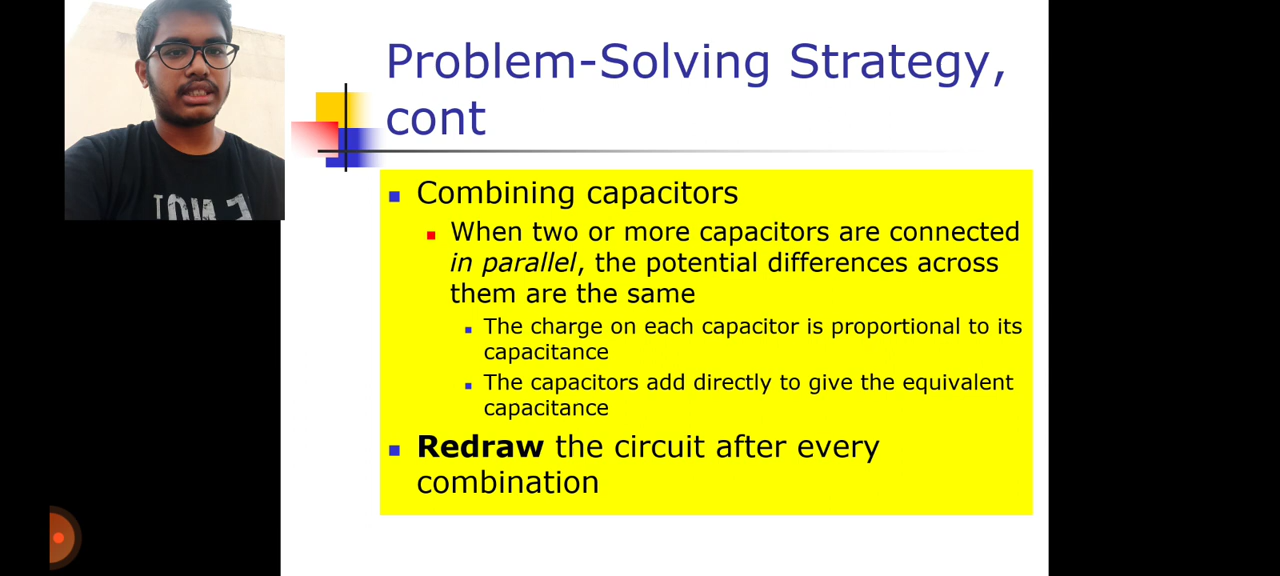 Problem-Solving Strategy,
cont
Combining capacitors
When two or more capacitors are connected
in parallel, the potential differences across
them are the same
The charge on each capacitor is proportional to its
capacitance
The capacitors add directly to give the equivalent
capacitance
Redraw the circuit after every
combination